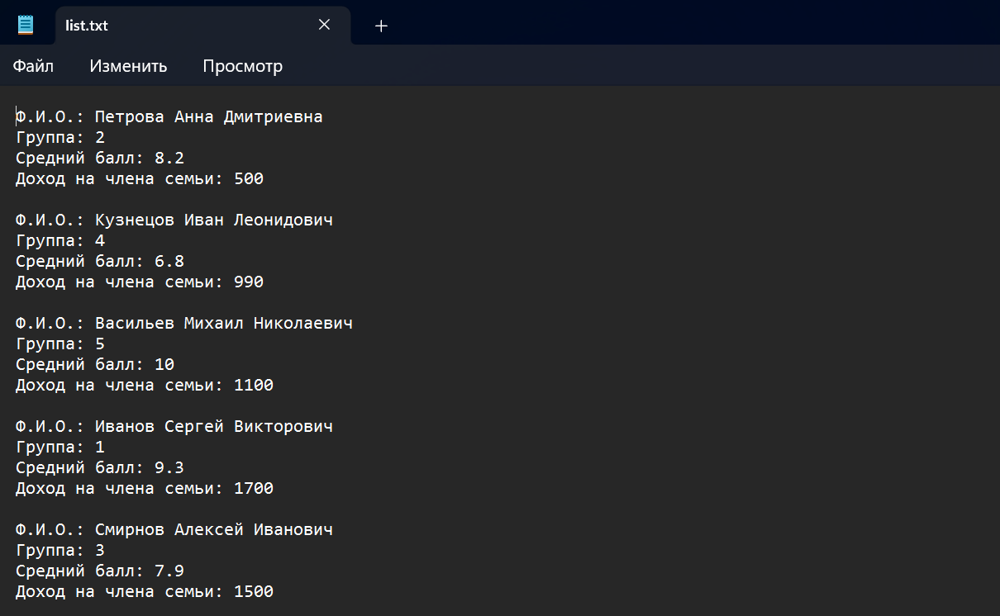 list.txt
Файл Изменить Просмотр
Ф.И.О.: Петрова Анна Дмитриевна
Группа: 2
Средний балл: 8.2
Доход на члена семьи: 500
Ф.И.О.: Кузнецов Иван Леонидович
Группа: 4
Средний балл: 6.8
Доход на члена семьи: 990
Ф.И.О.: Васильев Михаил Николаевич
Группа: 5
Средний балл: 10
Доход на члена семьи: 1100
Ф.И.О.: Иванов Сергей Викторович
Группа: 1
Средний балл: 9.3
Доход на члена семьи: 1700
Ф.И.О.: Смирнов Алексей Иванович
Группа: 3
Средний балл: 7.9
Доход на члена семьи: 1500